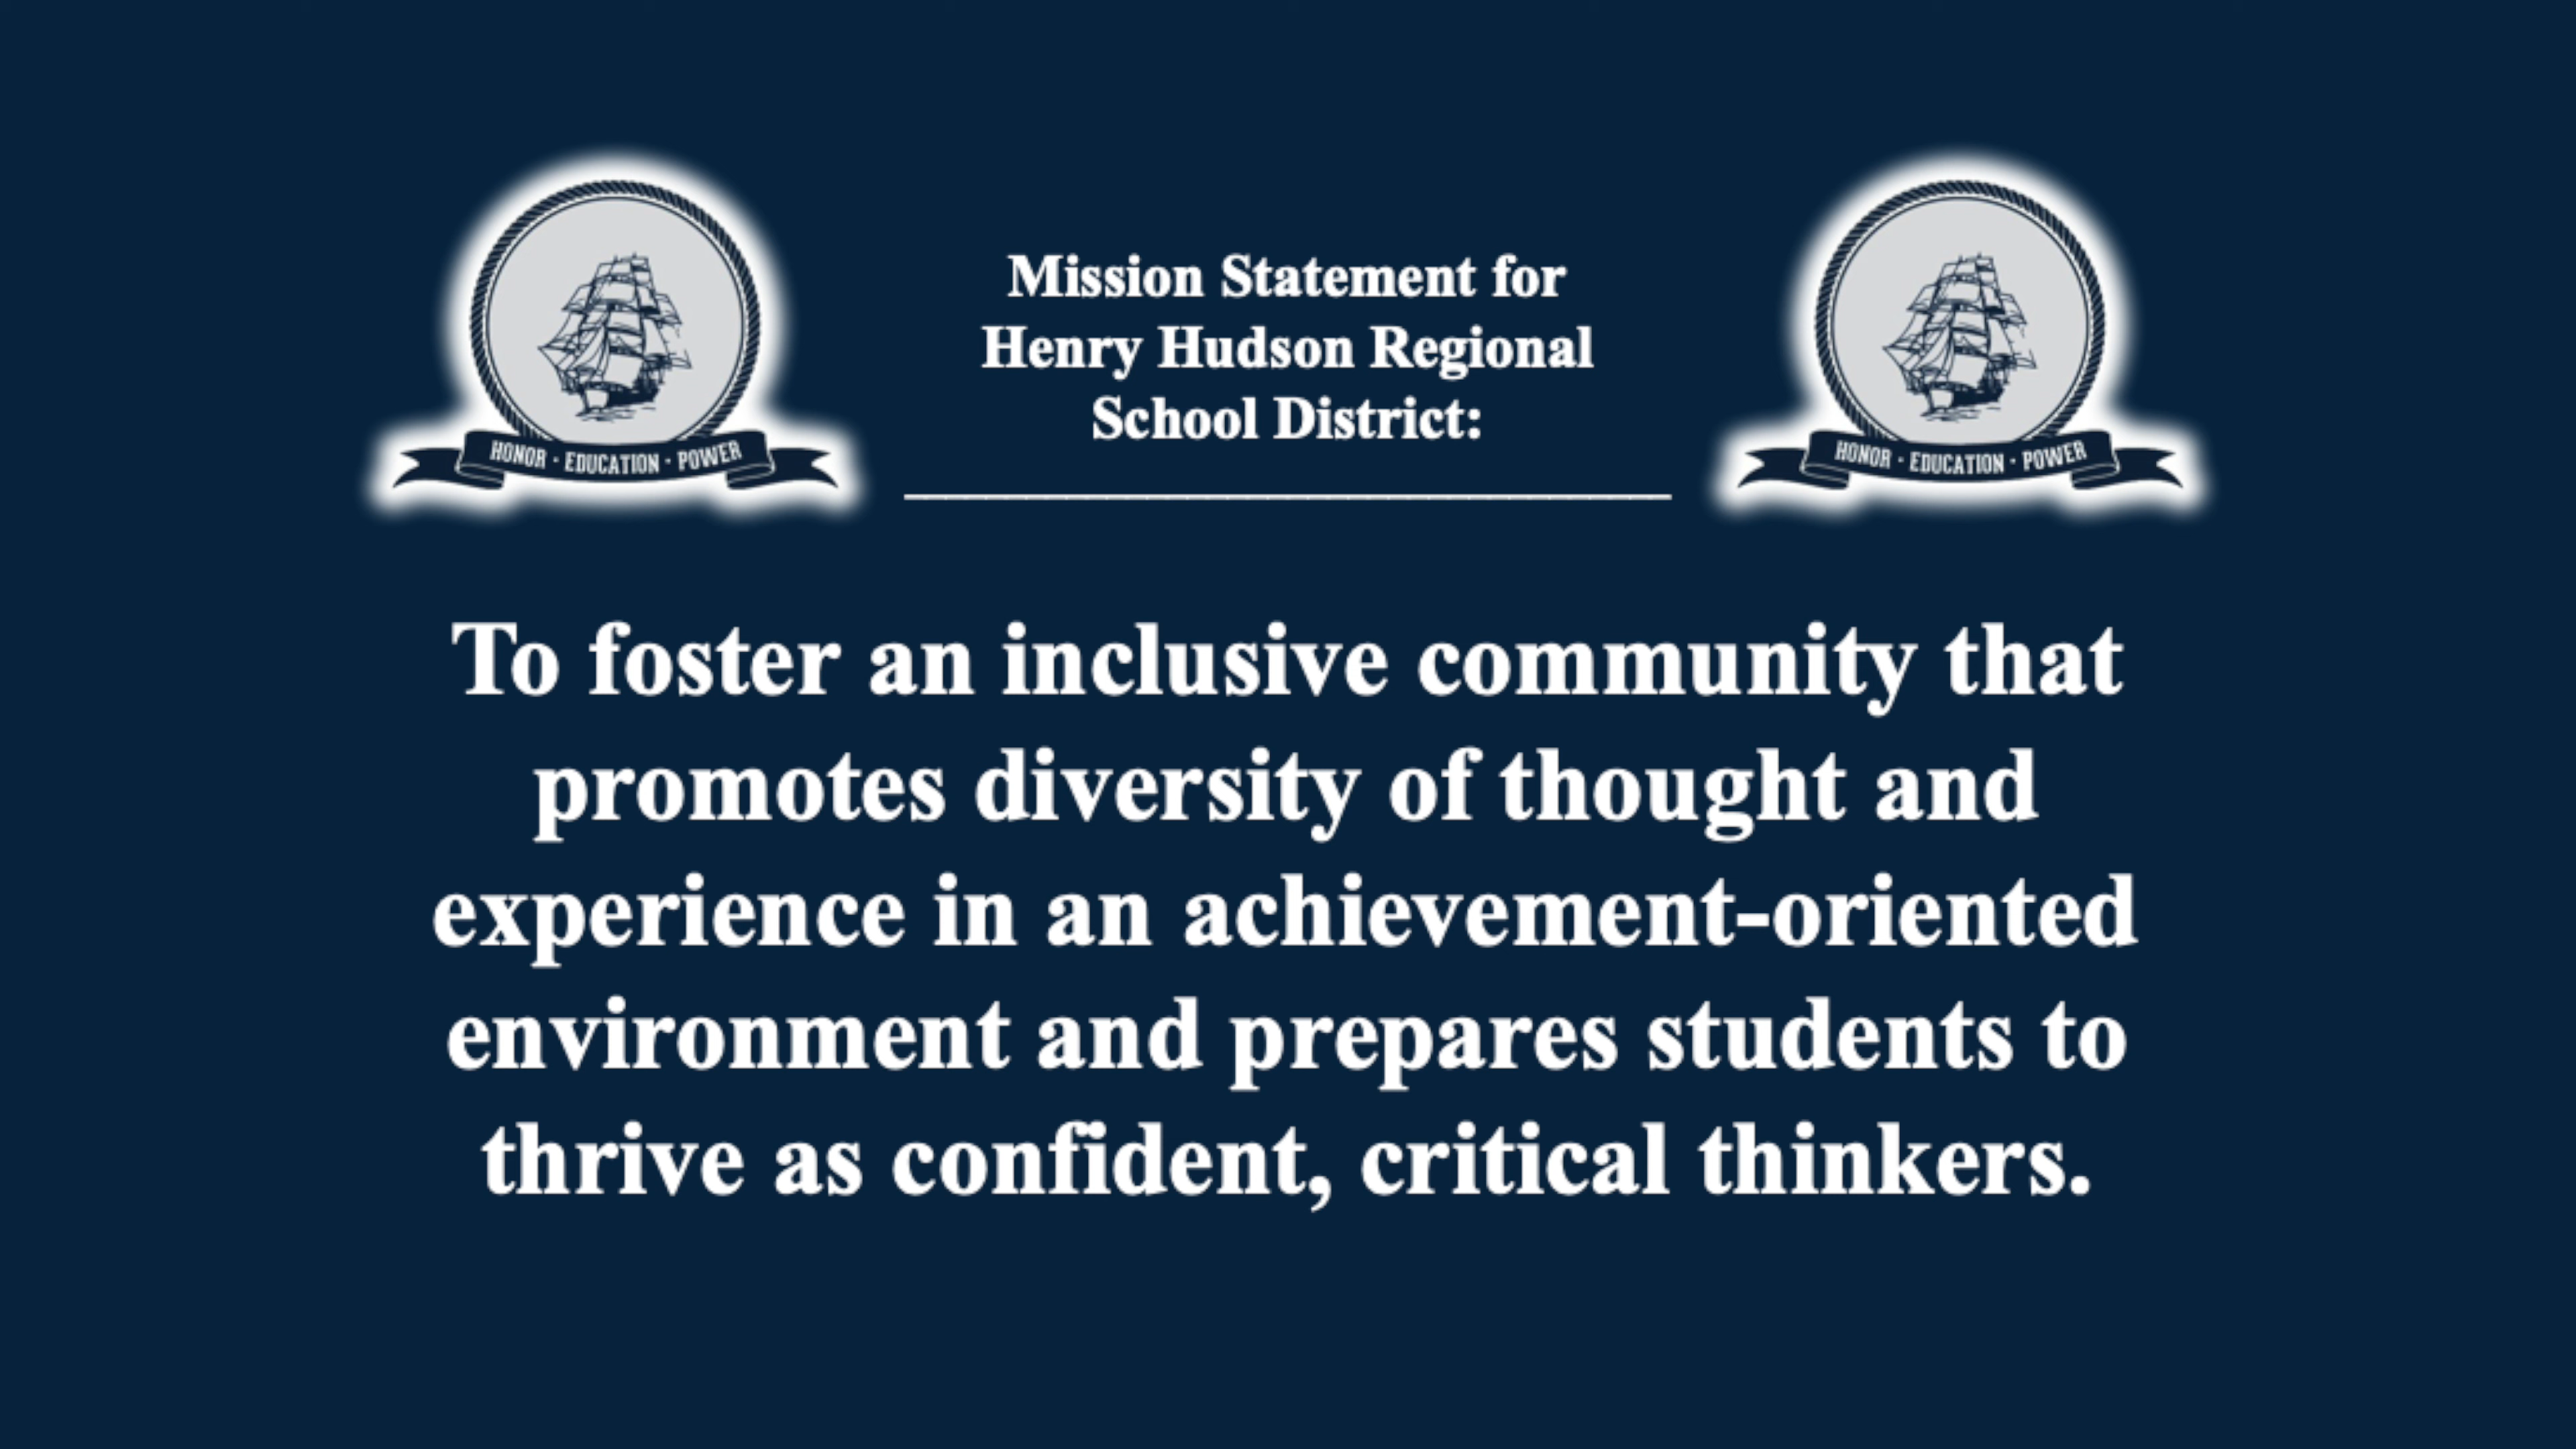 Mission Statement for
Henry Hudson Regional
School District:
HONOR · EDUCATION · POWER
HONOR · EDUCATION · POWER
To foster an inclusive community that
promotes diversity of thought and
experience in an achievement-oriented
environment and prepares students to
thrive as confident, critical thinkers.